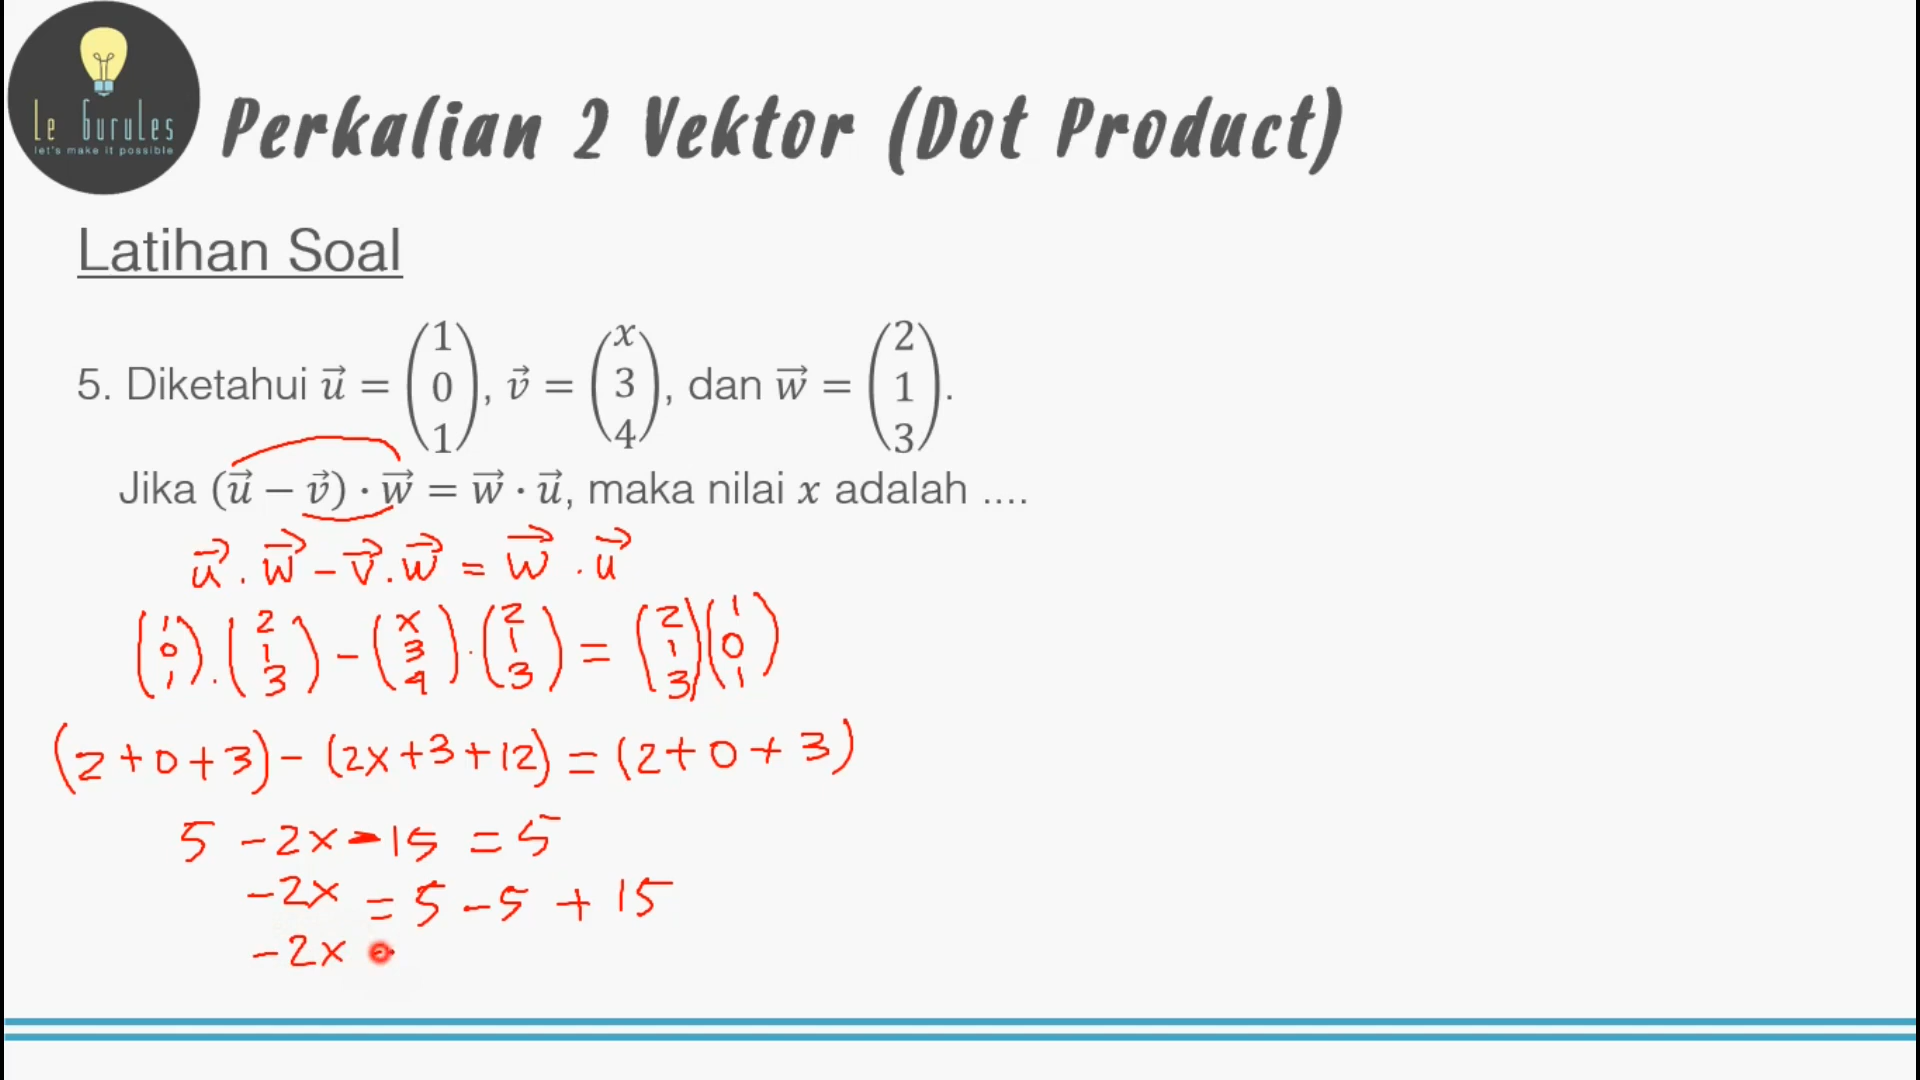 Le GuruLes
let's make it possible
Perkalian 2 Vektor (Dot Product)
Latihan Soal
5. Diketahui u⃗ = (1 0 1), v⃗ = (x 3 4), dan w⃗ = (2 1 3).
Jika (u⃗ − v⃗) · w⃗ = w⃗ · u⃗, maka nilai x adalah ....
u⃗ . w⃗ − v⃗ . w⃗ = w⃗ . u⃗
(1 0 1) . (2 1 3) − (x 3 4) . (2 1 3) = (2 1 3)(1 0 1)
(2+0+3) − (2x+3+12) = (2+0+3)
5 −2x −15 = 5
−2x = 5 −5 + 15
−2x